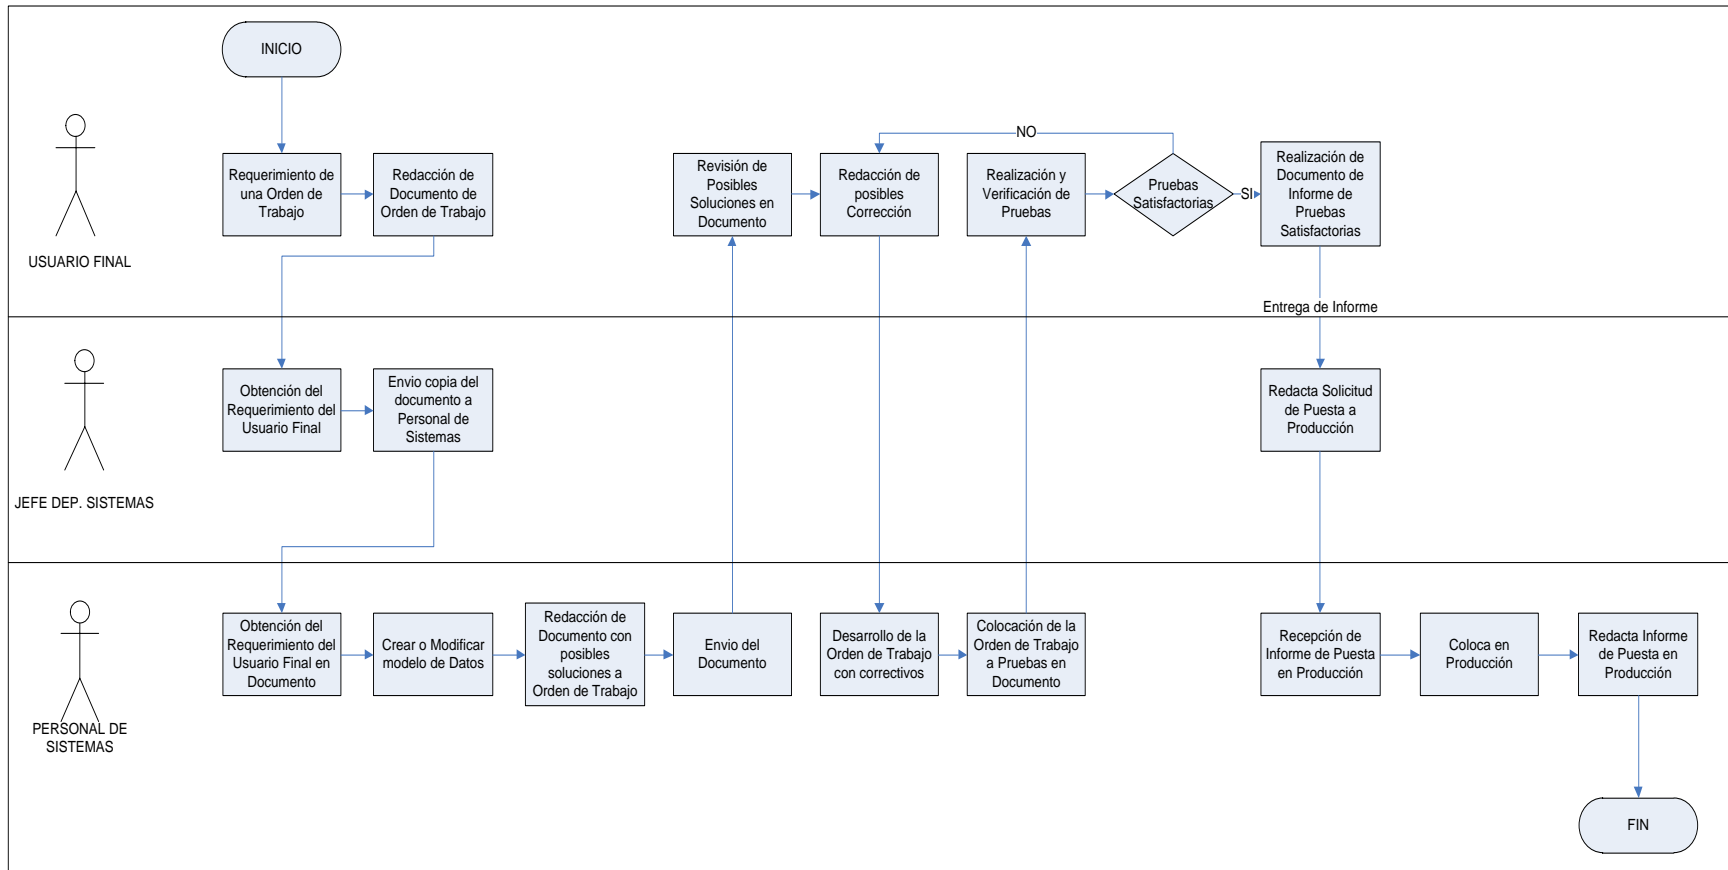 INICIO
USUARIO FINAL
Requerimiento de
una Orden de
Trabajo
Redacción de
Documento de
Orden de Trabajo
Revisión de
Posibles
Soluciones en
Documento
Redacción de
posibles
Corrección
Realización y
Verificación de
Pruebas
NO
Pruebas
Satisfactorias
SI
Realización de
Documento de
Informe de
Pruebas
Satisfactorias
Entrega de Informe
JEFE DEP. SISTEMAS
Obtención del
Requerimiento del
Usuario Final
Envio copia del
documento a
Personal de
Sistemas
Redacta Solicitud
de Puesta a
Producción
PERSONAL DE
SISTEMAS
Obtención del
Requerimiento del
Usuario Final en
Documento
Crear o Modificar
modelo de Datos
Redacción de
Documento con
posibles
soluciones a
Orden de Trabajo
Envio del
Documento
Desarrollo de la
Orden de Trabajo
con correctivos
Colocación de la
Orden de Trabajo
a Pruebas en
Documento
Recepción de
Informe de Puesta
en Producción
Coloca en
Producción
Redacta Informe
de Puesta en
Producción
FIN